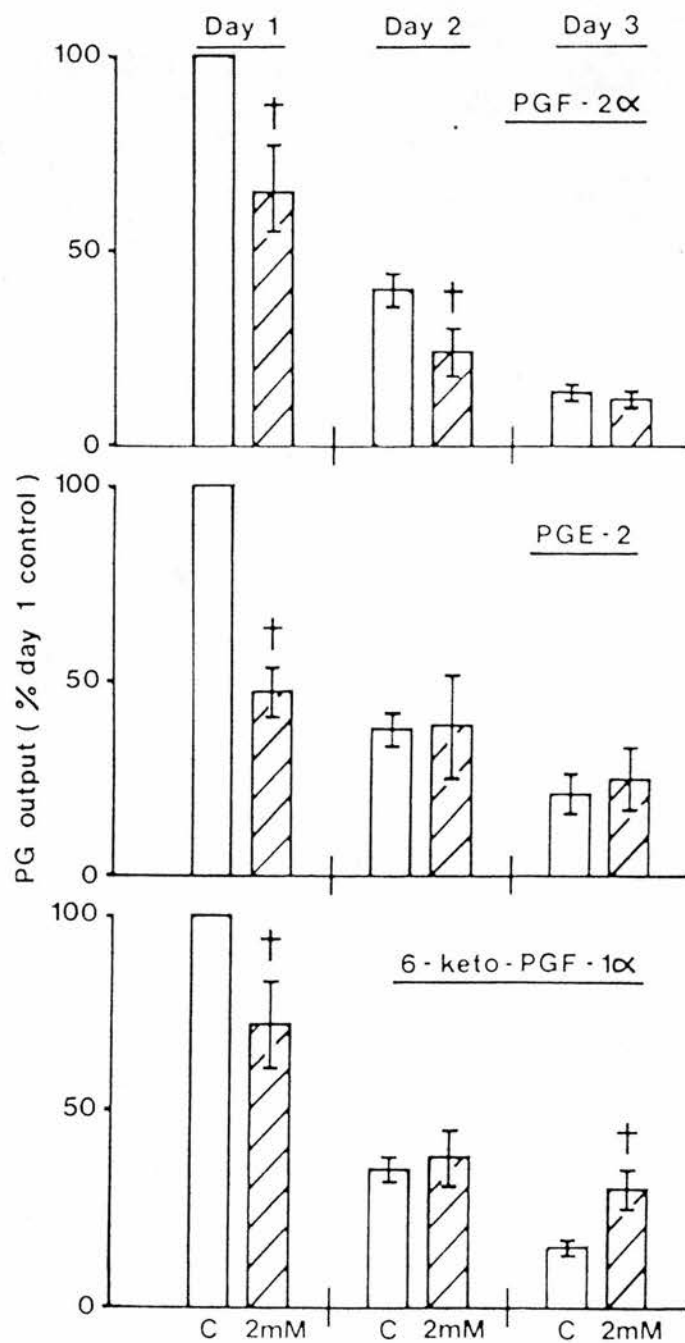 Day 1 Day 2 Day 3
100
PGF - 2α
†
50
†
0
100
PGE - 2
†
50
0
100
†
6 - keto - PGF - 1α
50
†
0
C 2mM C 2mM C 2mM
PG output ( % day 1 control )